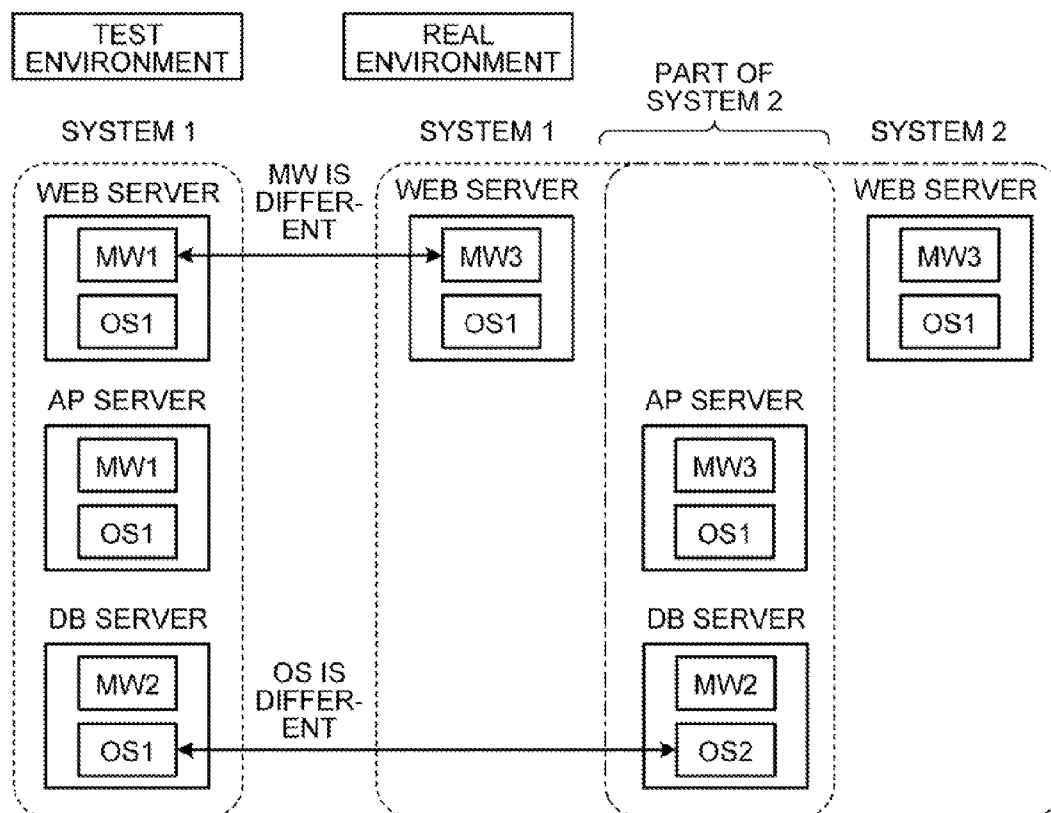 TEST
ENVIRONMENT
REAL
ENVIRONMENT
PART OF
SYSTEM 2
SYSTEM 1
SYSTEM 1
SYSTEM 2
WEB SERVER
MW1
OS1
MW IS
DIFFER-
ENT
WEB SERVER
MW3
OS1
WEB SERVER
MW3
OS1
AP SERVER
MW1
OS1
AP SERVER
MW3
OS1
DB SERVER
MW2
OS1
OS IS
DIFFER-
ENT
DB SERVER
MW2
OS2